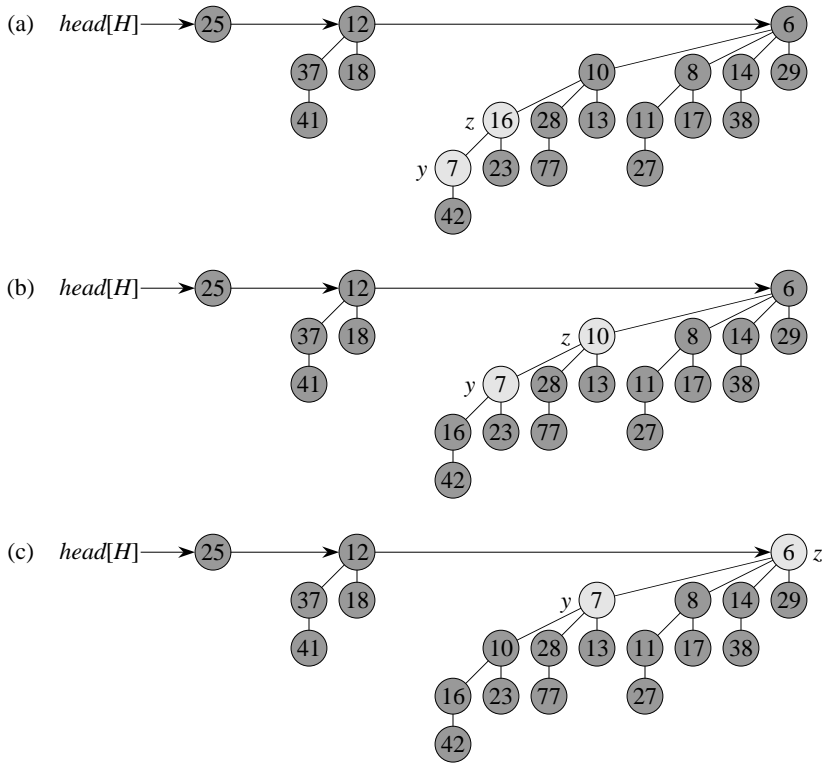 (a) head[H] 25 12 6
37 18 10 8 14 29
41 z 16 28 13 11 17 38
y 7 23 77 27
42
(b) head[H] 25 12 6
37 18 z 10 8 14 29
41 y 7 28 13 11 17 38
16 23 77 27
42
(c) head[H] 25 12 6 z
37 18 y 7 8 14 29
41 10 28 13 11 17 38
16 23 77 27
42